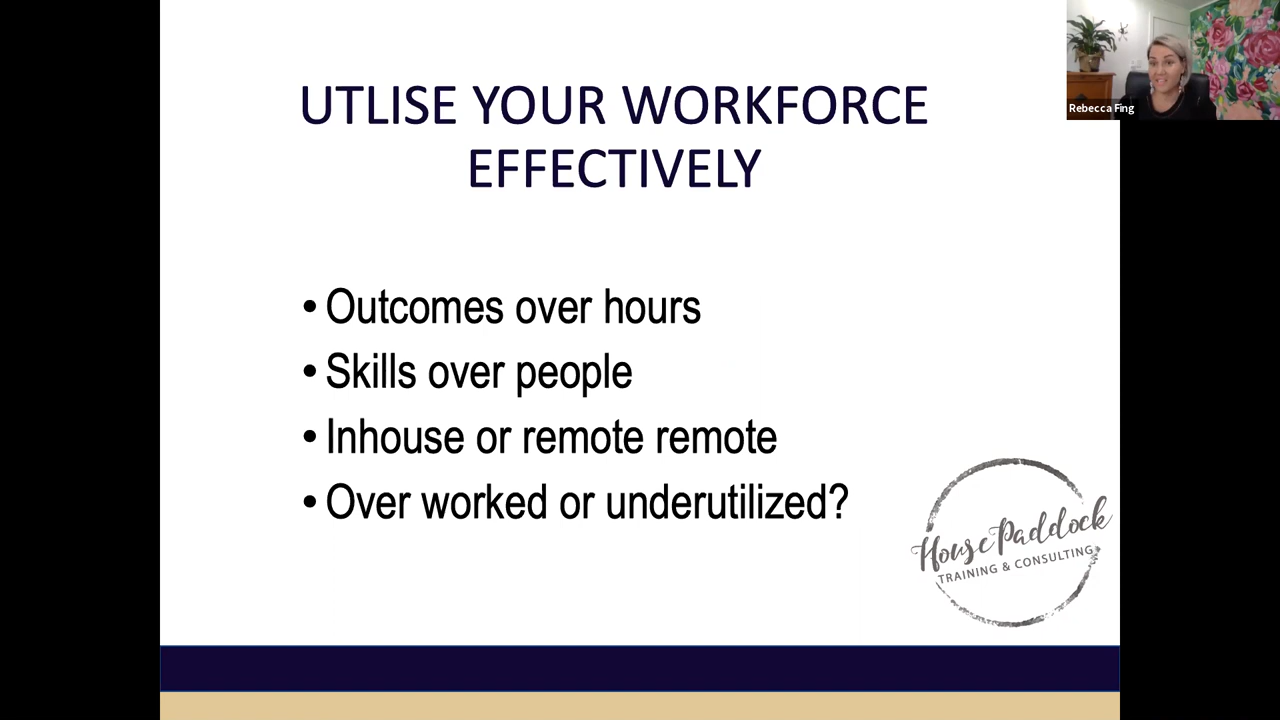 Rebecca Fing
UTLISE YOUR WORKFORCE
EFFECTIVELY
• Outcomes over hours
• Skills over people
• Inhouse or remote remote
• Over worked or underutilized?
House Paddock
TRAINING & CONSULTING